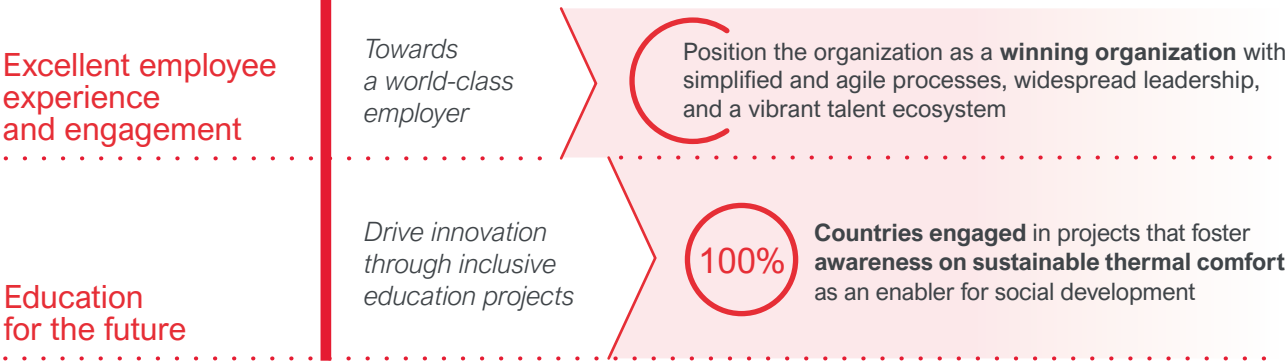 Excellent employee
experience
and engagement
Towards
a world-class
employer
Position the organization as a winning organization with
simplified and agile processes, widespread leadership,
and a vibrant talent ecosystem
Education
for the future
Drive innovation
through inclusive
education projects
100%
Countries engaged in projects that foster
awareness on sustainable thermal comfort
as an enabler for social development